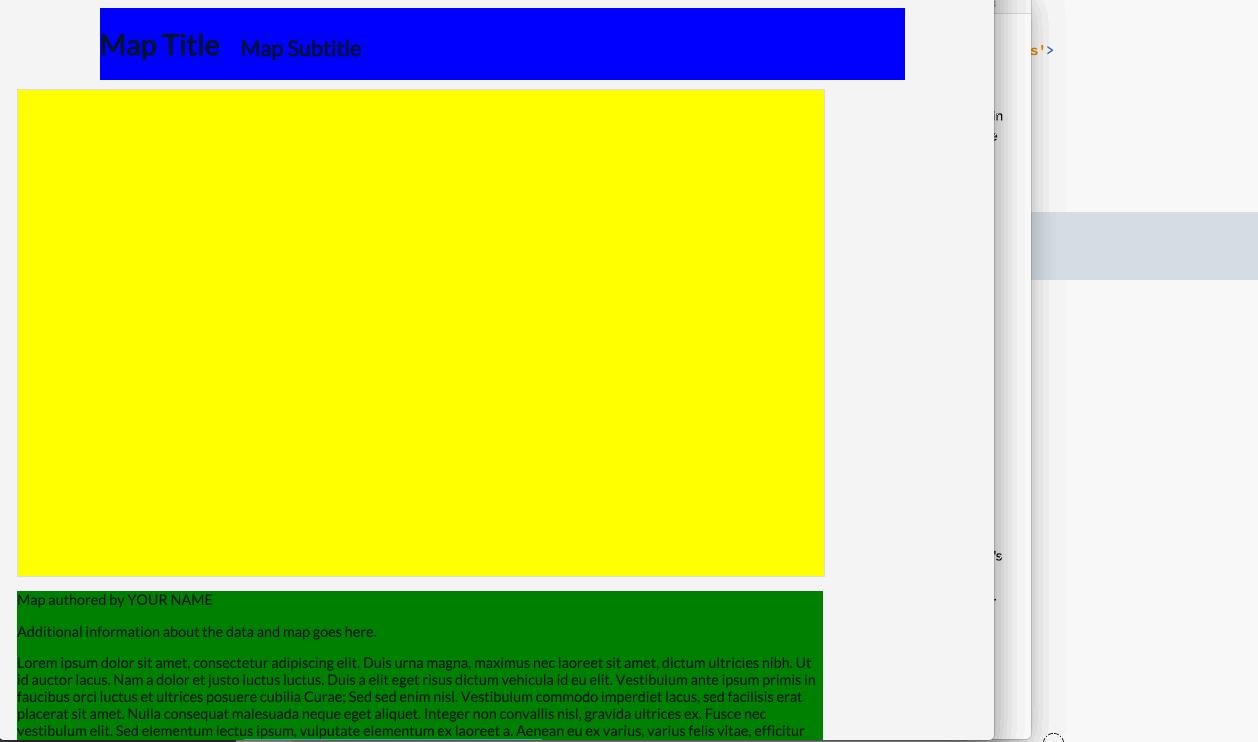 Map Title Map Subtitle
s'>
in
e
Map authored by YOUR NAME
Additional information about the data and map goes here.
Lorem ipsum dolor sit amet, consectetur adipiscing elit. Duis urna magna, maximus nec laoreet sit amet, dictum ultricies nibh. Ut
id auctor lacus. Nam a dolor et justo luctus luctus. Duis a elit eget risus dictum vehicula id eu elit. Vestibulum ante ipsum primis in
faucibus orci luctus et ultrices posuere cubilia Curae; Sed sed enim nisl. Vestibulum commodo imperdiet lacus, sed facilisis erat
placerat sit amet. Nulla consequat malesuada neque eget aliquet. Integer non convallis nisl, gravida ultrices ex. Fusce nec
vestibulum elit. Sed elementum lectus ipsum, vulputate elementum ex laoreet a. Aenean eu ex varius, varius felis vitae, efficitur
's